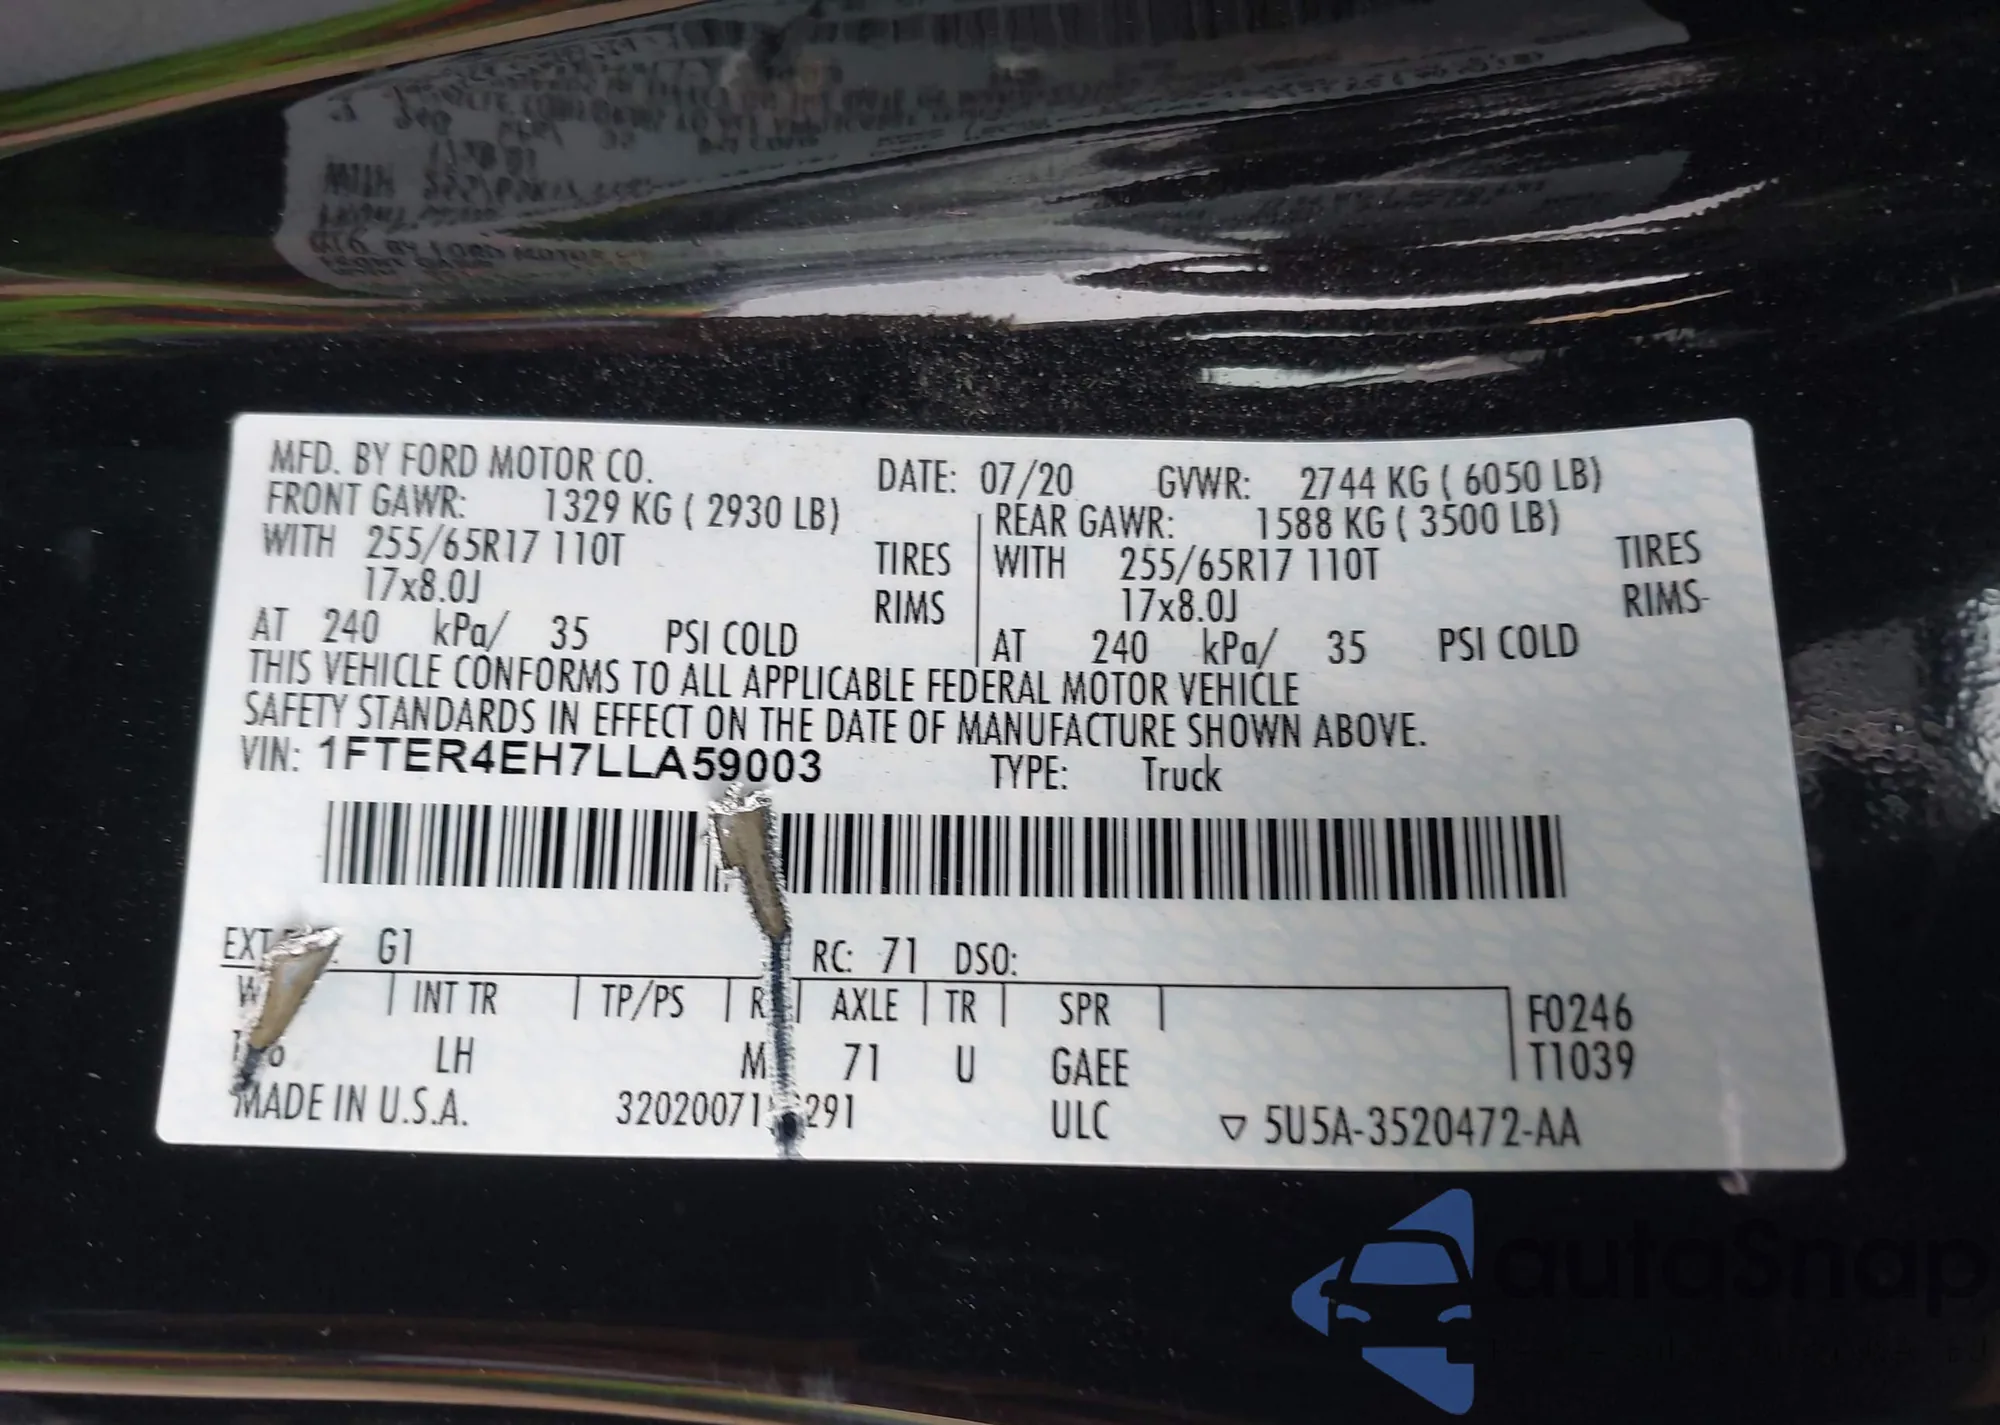 MFD. BY FORD MOTOR CO. DATE: 07/20 GVWR: 2744 KG ( 6050 LB)
FRONT GAWR: 1329 KG ( 2930 LB) REAR GAWR: 1588 KG ( 3500 LB)
WITH 255/65R17 110T TIRES WITH 255/65R17 110T TIRES
17x8.0J RIMS 17x8.0J RIMS-
AT 240 kPa/ 35 PSI COLD AT 240 kPa/ 35 PSI COLD
THIS VEHICLE CONFORMS TO ALL APPLICABLE FEDERAL MOTOR VEHICLE
SAFETY STANDARDS IN EFFECT ON THE DATE OF MANUFACTURE SHOWN ABOVE.
VIN: 1FTER4EH7LLA59003 TYPE: Truck
EXT G1 RC: 71 DSO:
INT TR TP/PS AXLE TR SPR F0246
LH 71 U GAEE T1039
MADE IN U.S.A. ULC ▽ 5U5A-3520472-AA
autoSnap